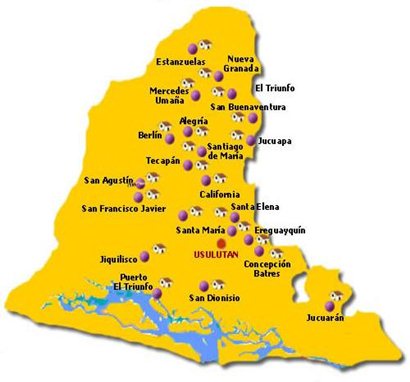 Estanzuelas
Nueva
Granada
El Triunfo
Mercedes
Umaña
San Buenaventura
Alegría
Berlín
Jucuapa
Santiago
de María
Tecapán
San Agustín
California
San Francisco Javier
Santa Elena
Santa María
Ereguayquín
USULUTAN
Jiquilisco
Concepción
Batres
Puerto
El Triunfo
San Dionisio
Jucuarán